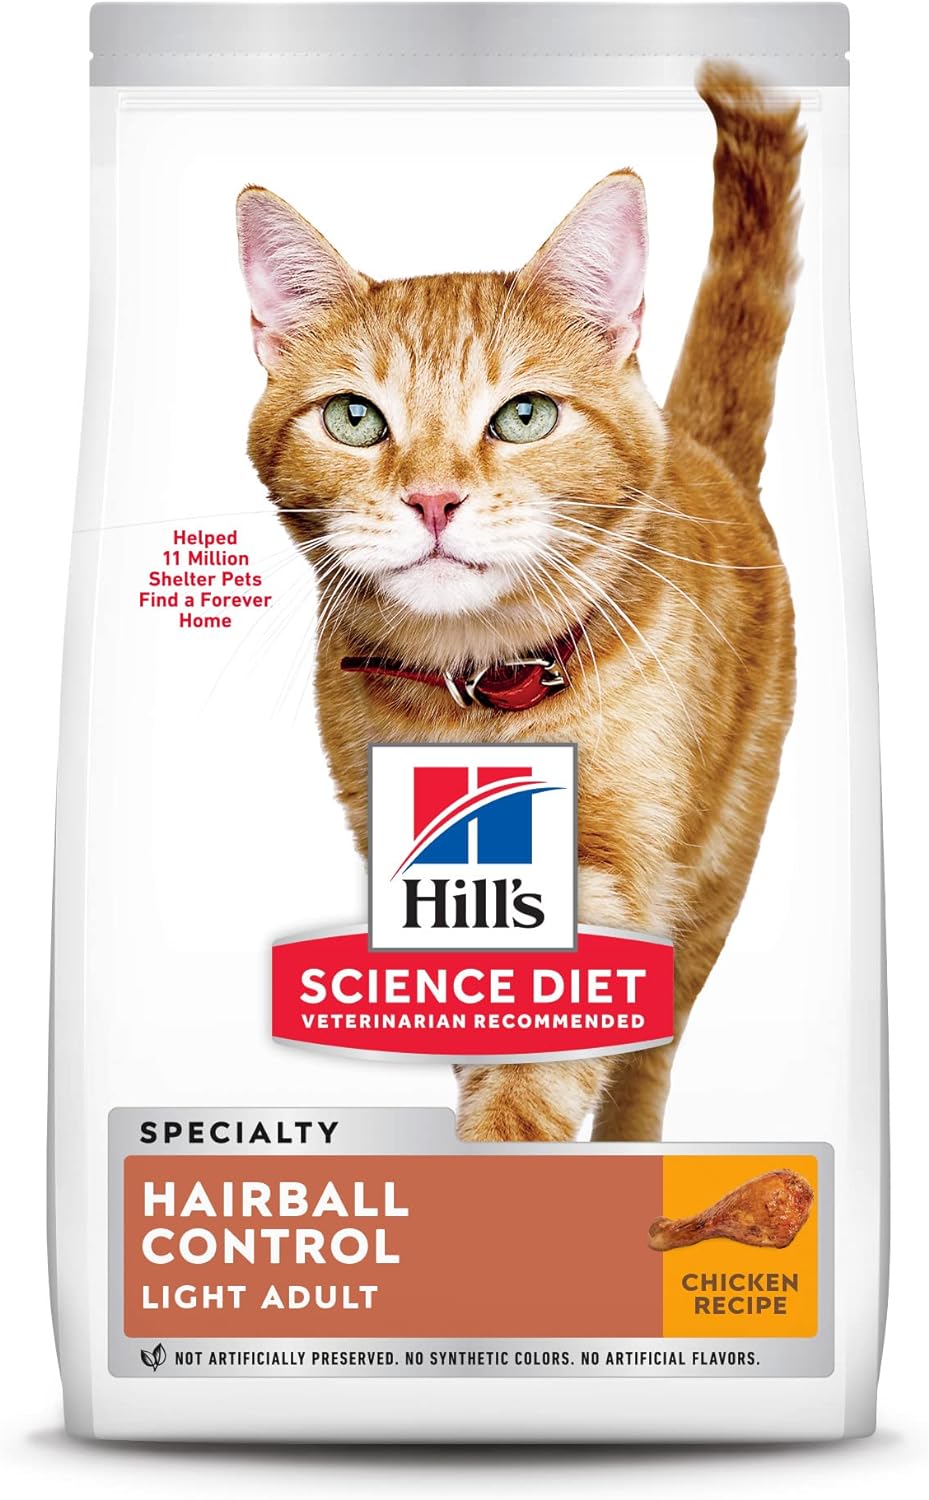 Helped
11 Million
Shelter Pets
Find a Forever
Home
Hill's
SCIENCE DIET
VETERINARIAN RECOMMENDED
SPECIALTY
HAIRBALL
CONTROL
LIGHT ADULT
CHICKEN
RECIPE
NOT ARTIFICIALLY PRESERVED. NO SYNTHETIC COLORS. NO ARTIFICIAL FLAVORS.